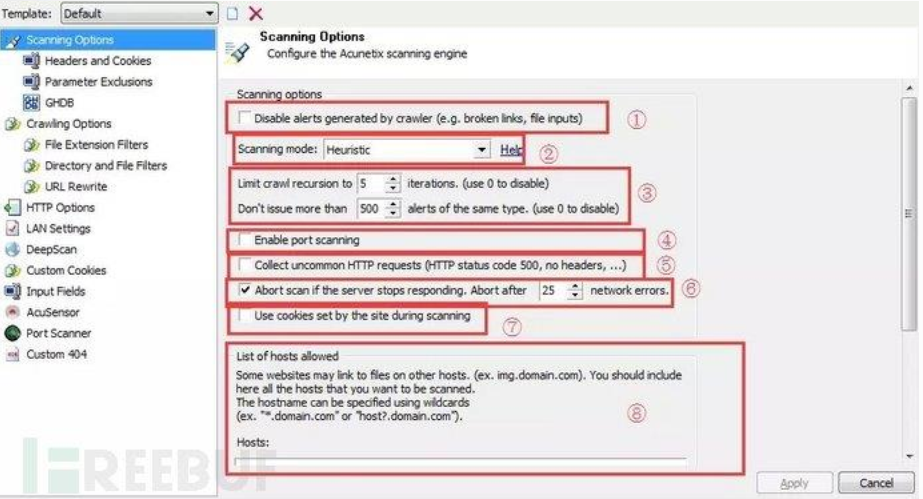 Template: Default
Scanning Options
Headers and Cookies
Parameter Exclusions
GHDB
Crawling Options
File Extension Filters
Directory and File Filters
URL Rewrite
HTTP Options
LAN Settings
DeepScan
Custom Cookies
Input Fields
AcuSensor
Port Scanner
Custom 404
Scanning Options
Configure the Acunetix scanning engine
Scanning options
Disable alerts generated by crawler (e.g. broken links, file inputs) ①
Scanning mode: Heuristic Help ②
Limit crawl recursion to 5 iterations. (use 0 to disable)
③
Don't issue more than 500 alerts of the same type. (use 0 to disable)
Enable port scanning ④
Collect uncommon HTTP requests (HTTP status code 500, no headers, ...) ⑤
Abort scan if the server stops responding. Abort after 25 network errors. ⑥
Use cookies set by the site during scanning ⑦
List of hosts allowed
Some websites may link to files on other hosts. (ex. img.domain.com). You should include
here all the hosts that you want to be scanned.
The hostname can be specified using wildcards
(ex. "*.domain.com" or "host?.domain.com"). ⑧
Hosts:
FREEBUF
Apply Cancel